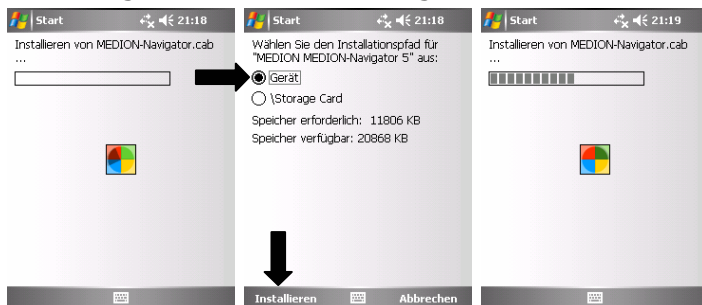 Start 21:18
Installieren von MEDION-Navigator.cab
...
Start 21:18
Wählen Sie den Installationspfad für
"MEDION MEDION-Navigator 5" aus:
Gerät
\Storage Card
Speicher erforderlich: 11806 KB
Speicher verfügbar: 20868 KB
Installieren Abbrechen
Start 21:19
Installieren von MEDION-Navigator.cab
...